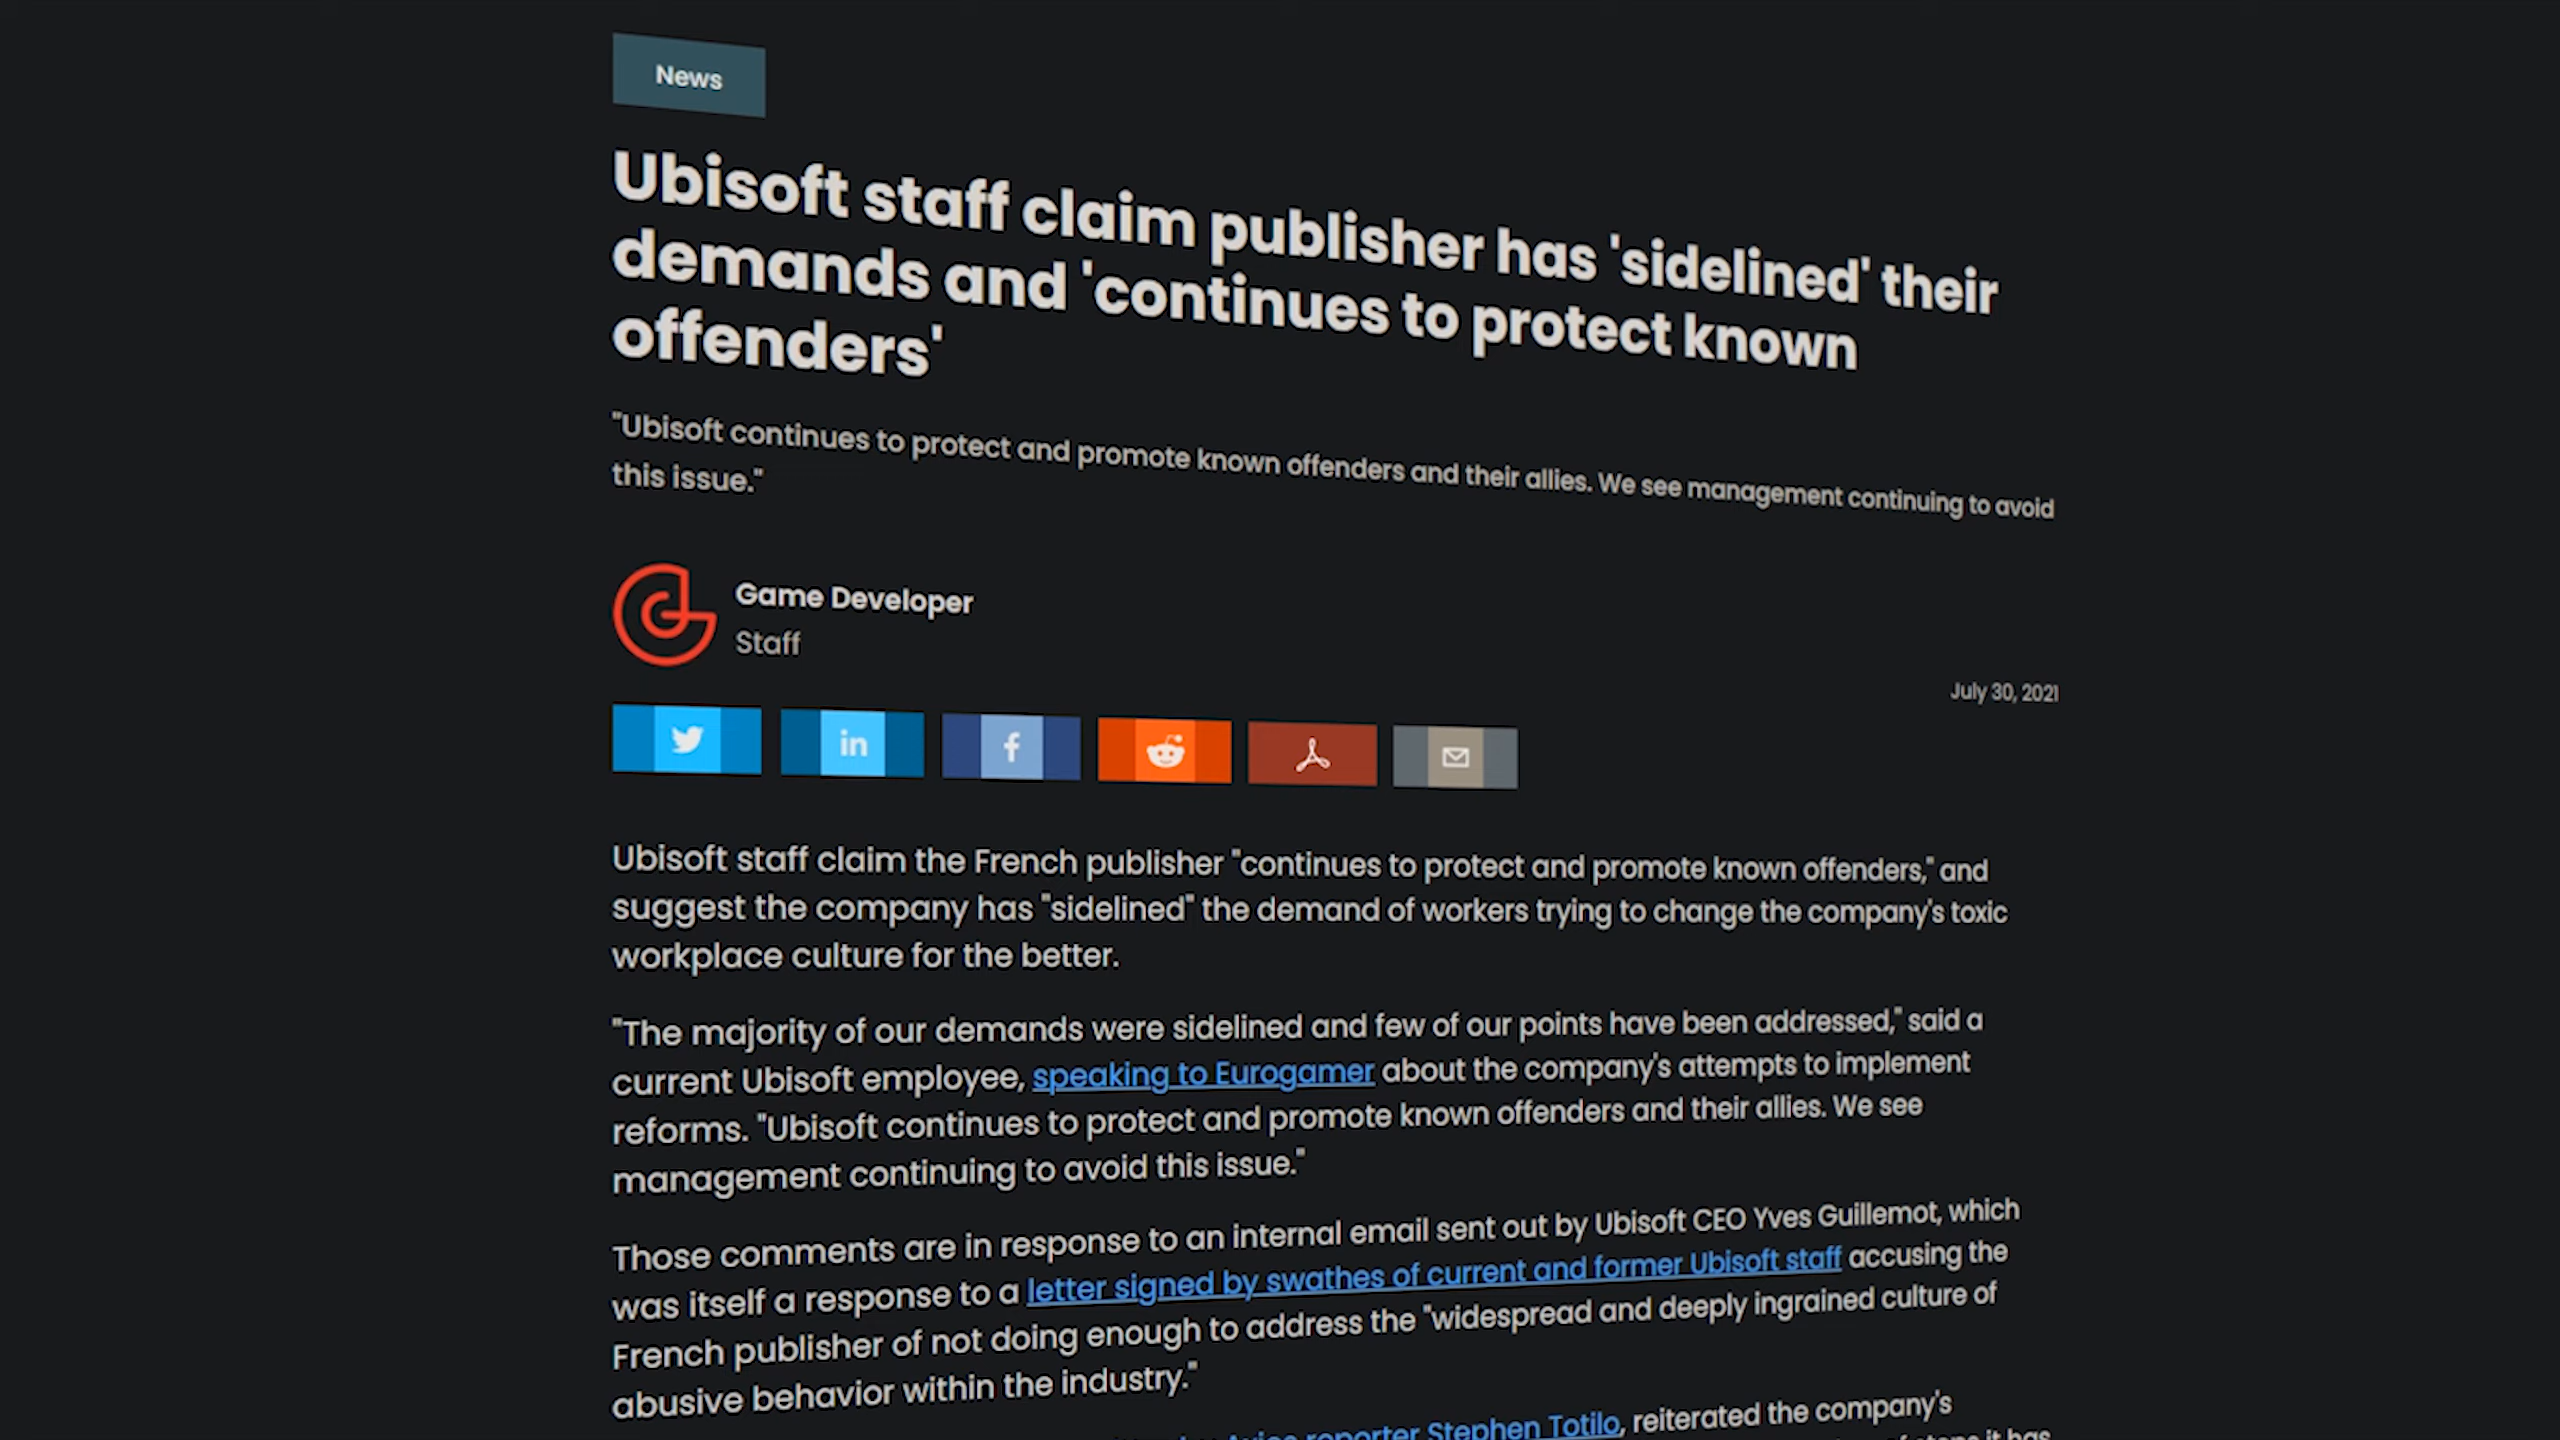 News
Ubisoft staff claim publisher has 'sidelined' their
demands and 'continues to protect known
offenders'
"Ubisoft continues to protect and promote known offenders and their allies. We see management continuing to avoid
this issue."
Game Developer
Staff
July 30, 2021
in
f
Ubisoft staff claim the French publisher "continues to protect and promote known offenders," and
suggest the company has "sidelined" the demand of workers trying to change the company's toxic
workplace culture for the better.
"The majority of our demands were sidelined and few of our points have been addressed," said a
current Ubisoft employee, speaking to Eurogamer about the company's attempts to implement
reforms. "Ubisoft continues to protect and promote known offenders and their allies. We see
management continuing to avoid this issue."
Those comments are in response to an internal email sent out by Ubisoft CEO Yves Guillemot, which
was itself a response to a letter signed by swathes of current and former Ubisoft staff accusing the
French publisher of not doing enough to address the "widespread and deeply ingrained culture of
abusive behavior within the industry."
reporter Stephen Totilo, reiterated the company's
it has